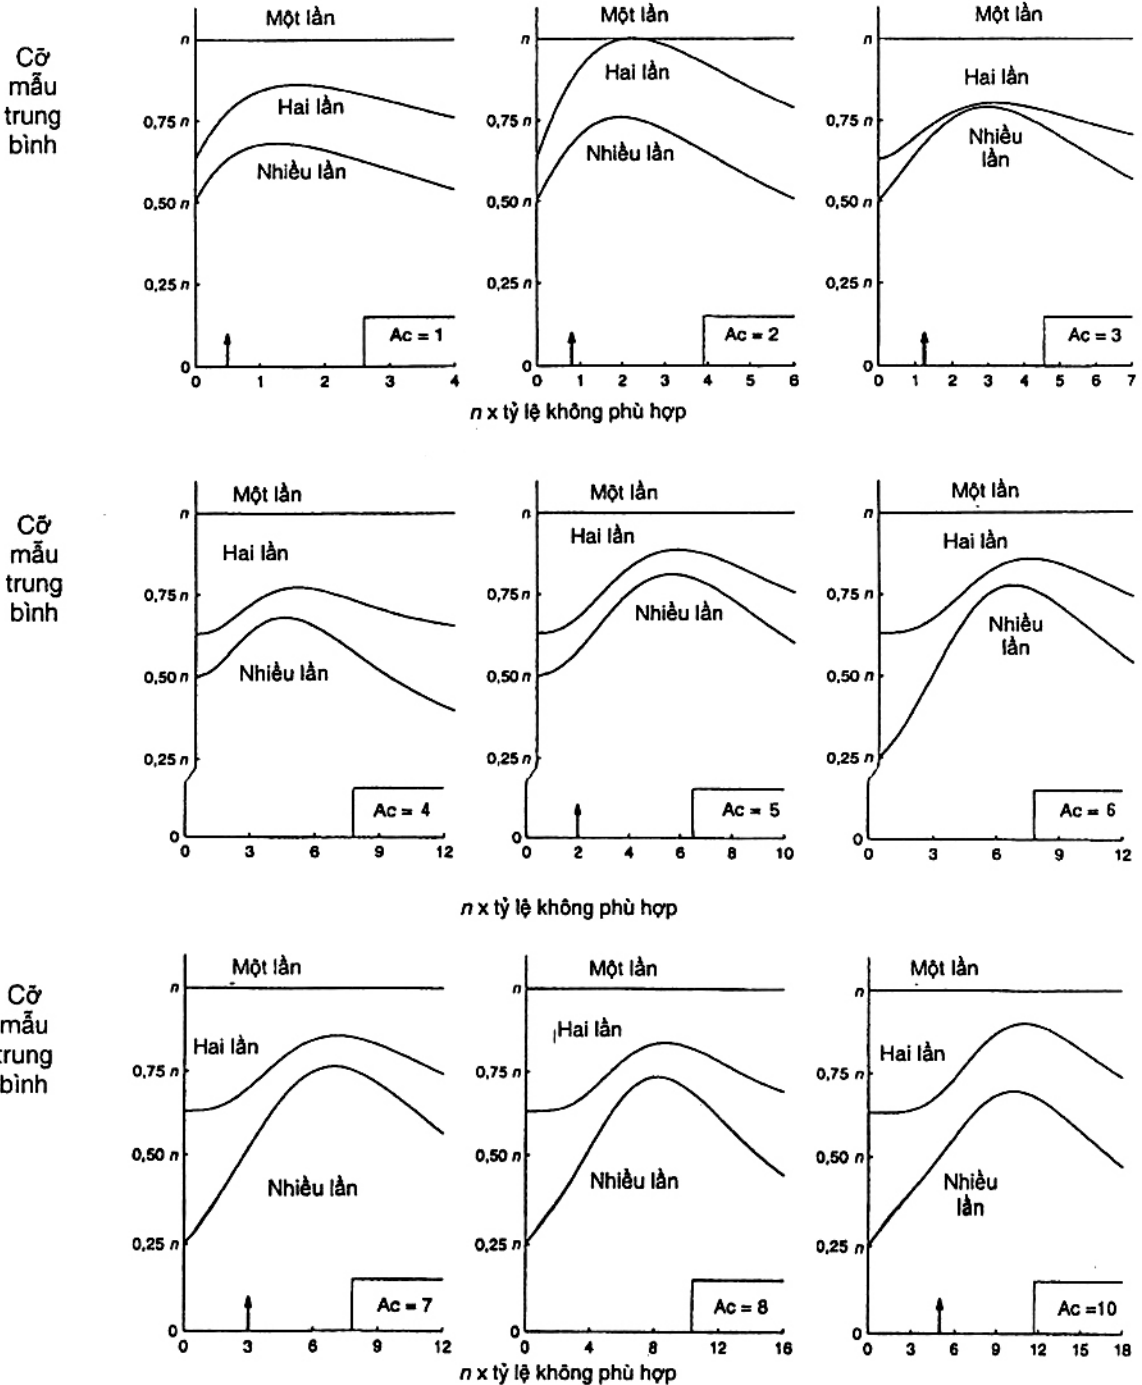 Một lần
Một lần
Một lần
Cỡ
mẫu
trung
bình
n
n
n
Hai lần
Hai lần
Hai lần
0,75 n
0,75 n
0,75 n
Nhiều lần
Nhiều lần
Nhiều
lần
0,50 n
0,50 n
0,50 n
0,25 n
0,25 n
0,25 n
Ac = 1
Ac = 2
Ac = 3
0
0
0
0 1 2 3 4
0 1 2 3 4 5 6
0 1 2 3 4 5 6 7
n x tỷ lệ không phù hợp
Một lần
Một lần
Một lần
Cỡ
mẫu
trung
bình
n
n
n
Hai lần
Hai lần
Hai lần
0,75 n
0,75 n
0,75 n
Nhiều lần
Nhiều lần
Nhiều
lần
0,50 n
0,50 n
0,50 n
0,25 n
0,25 n
0,25 n
Ac = 4
Ac = 5
Ac = 6
0
0
0
0 3 6 9 12
0 2 4 6 8 10
0 3 6 9 12
n x tỷ lệ không phù hợp
Một lần
Một lần
Một lần
Cỡ
mẫu
trung
bình
n
n
n
Hai lần
Hai lần
Hai lần
0,75 n
0,75 n
0,75 n
0,50 n
0,50 n
0,50 n
Nhiều lần
Nhiều lần
Nhiều
lần
0,25 n
0,25 n
0,25 n
Ac = 7
Ac = 8
Ac =10
0
0
0
0 3 6 9 12
0 4 8 12 16
0 3 6 9 12 15 18
n x tỷ lệ không phù hợp